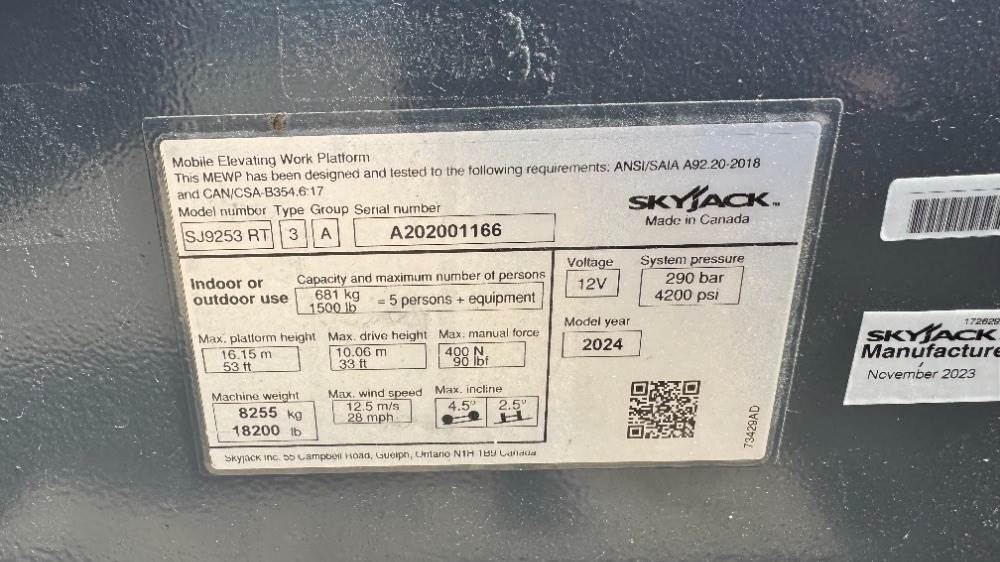 Mobile Elevating Work Platform
This MEWP has been designed and tested to the following requirements: ANSI/SAIA A92.20-2018
and CAN/CSA-B354.6:17
SKYJACK™
Made in Canada
Model number Type Group Serial number
SJ9253 RT 3 A A202001166
Indoor or
outdoor use
Capacity and maximum number of persons
681 kg
1500 lb
= 5 persons + equipment
Voltage
12V
System pressure
290 bar
4200 psi
Max. platform height
16.15 m
53 ft
Max. drive height
10.06 m
33 ft
Max. manual force
400 N
90 lbf
Model year
2024
Machine weight
8255 kg
18200 lb
Max. wind speed
12.5 m/s
28 mph
Max. incline
4.5° 2.5°
73429AD
Skyjack Inc. 55 Campbell Road, Guelph, Ontario N1H 1B9 Canada
172629
SKYJACK
Manufacture
November 2023